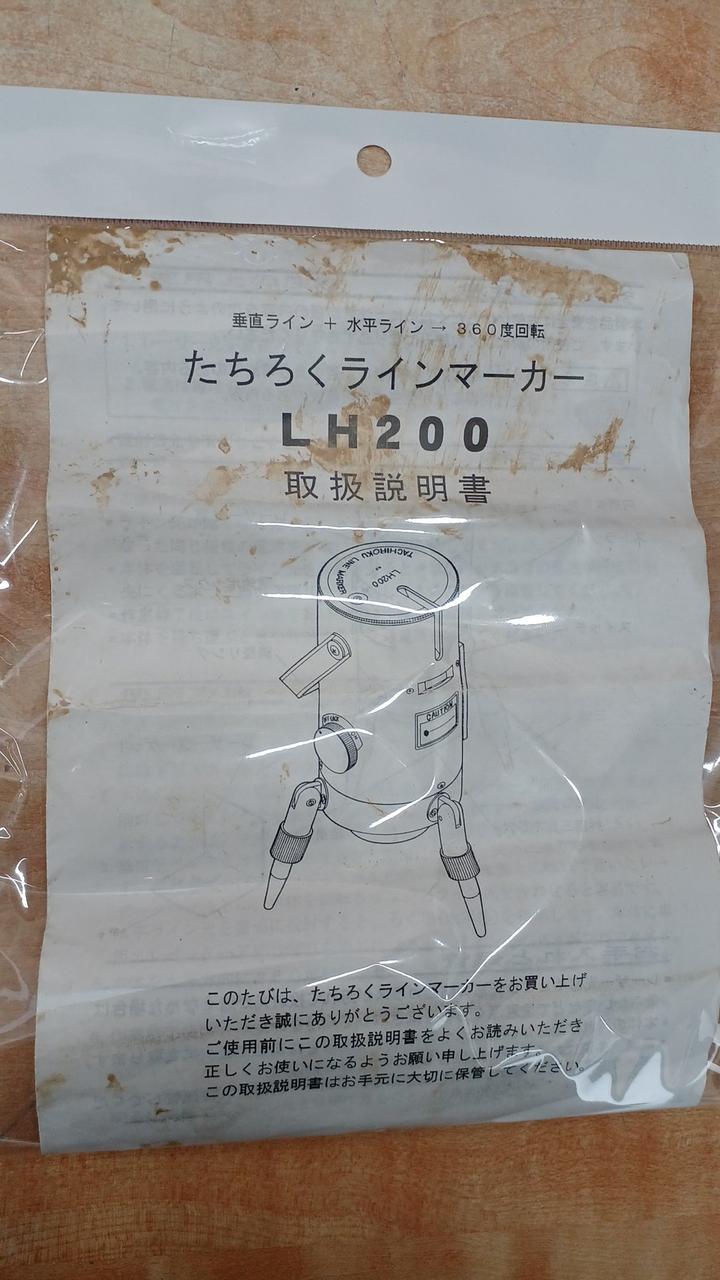 垂直ライン + 水平ライン → 360度回転
たちろくラインマーカー
LH200
取扱説明書
TACHIROKU LINE MARKER
LH200
CAUTION
このたびは、たちろくラインマーカーをお買い上げ
いただき誠にありがとうございます。
ご使用前にこの取扱説明書をよくお読みいただき
正しくお使いになるようお願い申し上げます。
この取扱説明書はお手元に大切に保管してください。